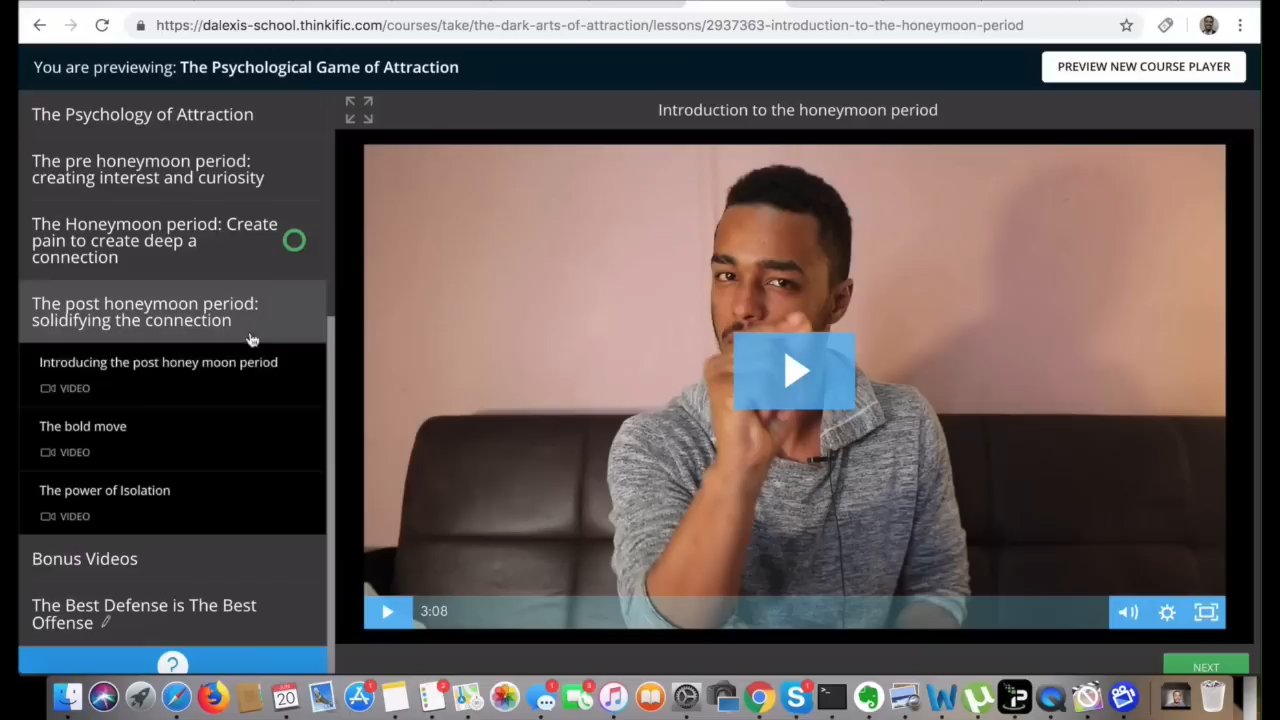 https://dalexis-school.thinkific.com/courses/take/the-dark-arts-of-attraction/lessons/2937363-introduction-to-the-honeymoon-period
You are previewing: The Psychological Game of Attraction
PREVIEW NEW COURSE PLAYER
The Psychology of Attraction
The pre honeymoon period:
creating interest and curiosity
The Honeymoon period: Create
pain to create deep a
connection
The post honeymoon period:
solidifying the connection
Introducing the post honey moon period
VIDEO
The bold move
VIDEO
The power of Isolation
VIDEO
Bonus Videos
The Best Defense is The Best
Offense
?
Introduction to the honeymoon period
3:08
NEXT
20